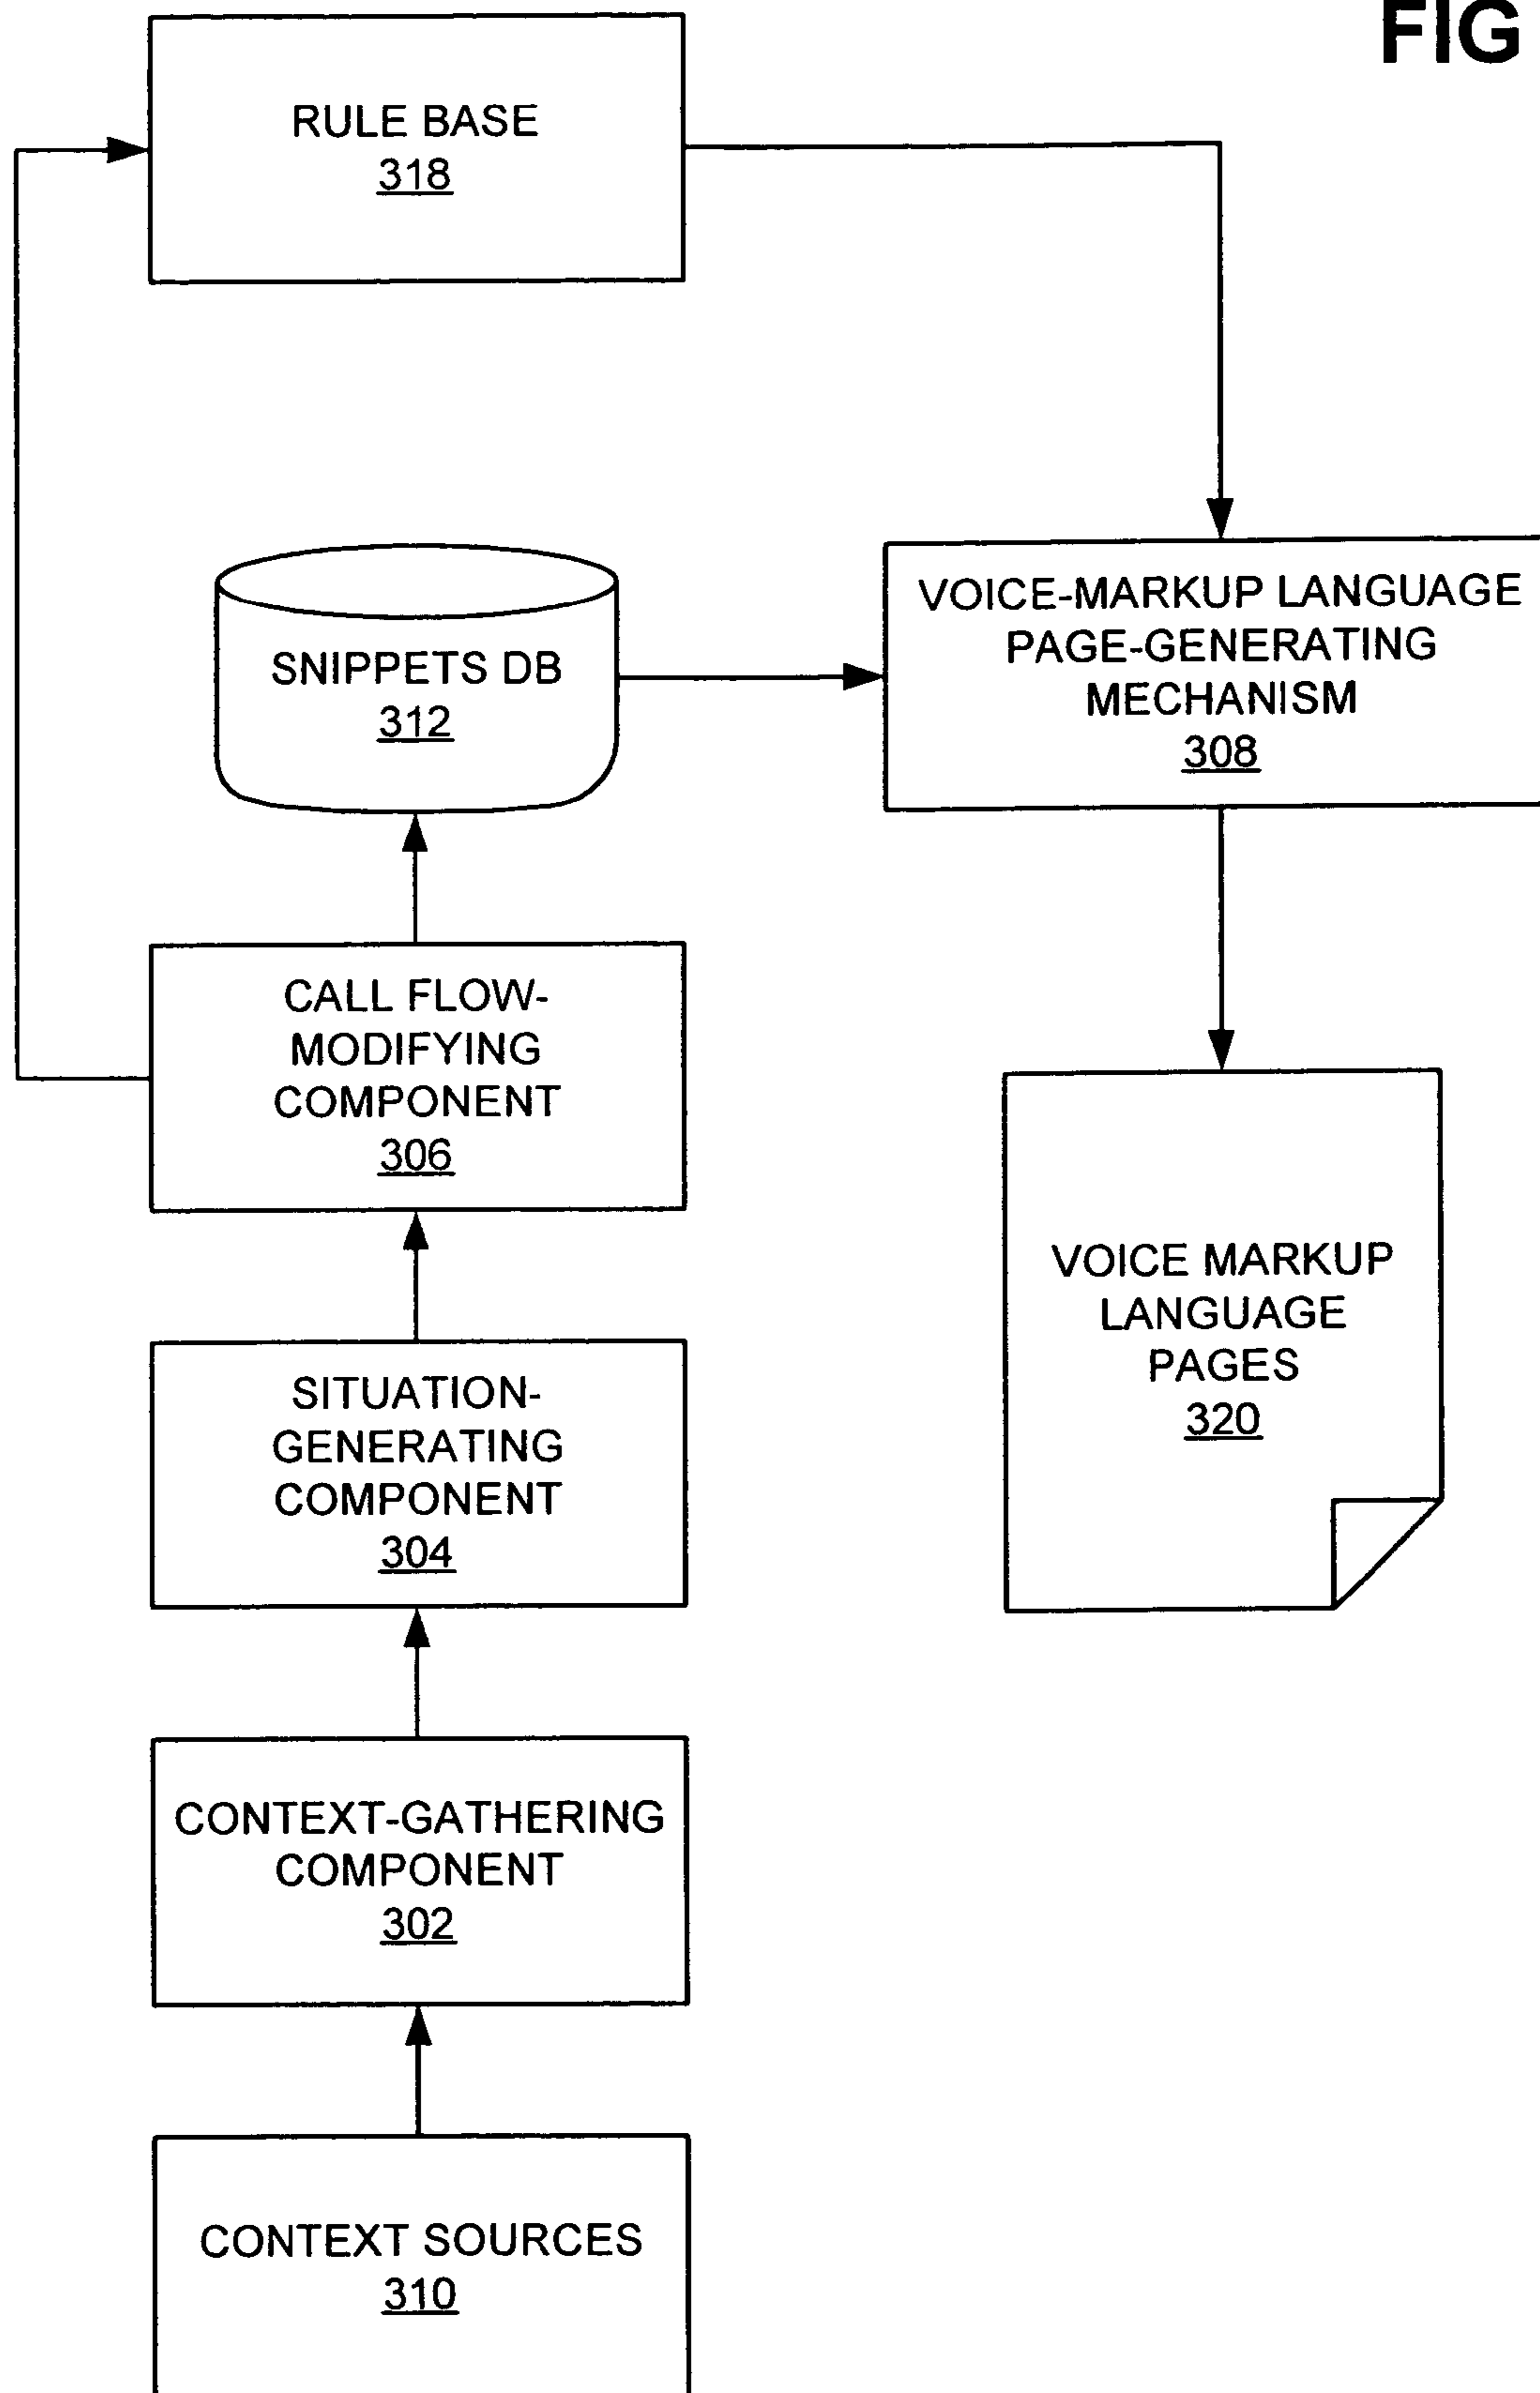 FIG
RULE BASE
318
SNIPPETS DB
312
VOICE-MARKUP LANGUAGE
PAGE-GENERATING
MECHANISM
308
CALL FLOW-
MODIFYING
COMPONENT
306
SITUATION-
GENERATING
COMPONENT
304
VOICE MARKUP
LANGUAGE
PAGES
320
CONTEXT-GATHERING
COMPONENT
302
CONTEXT SOURCES
310